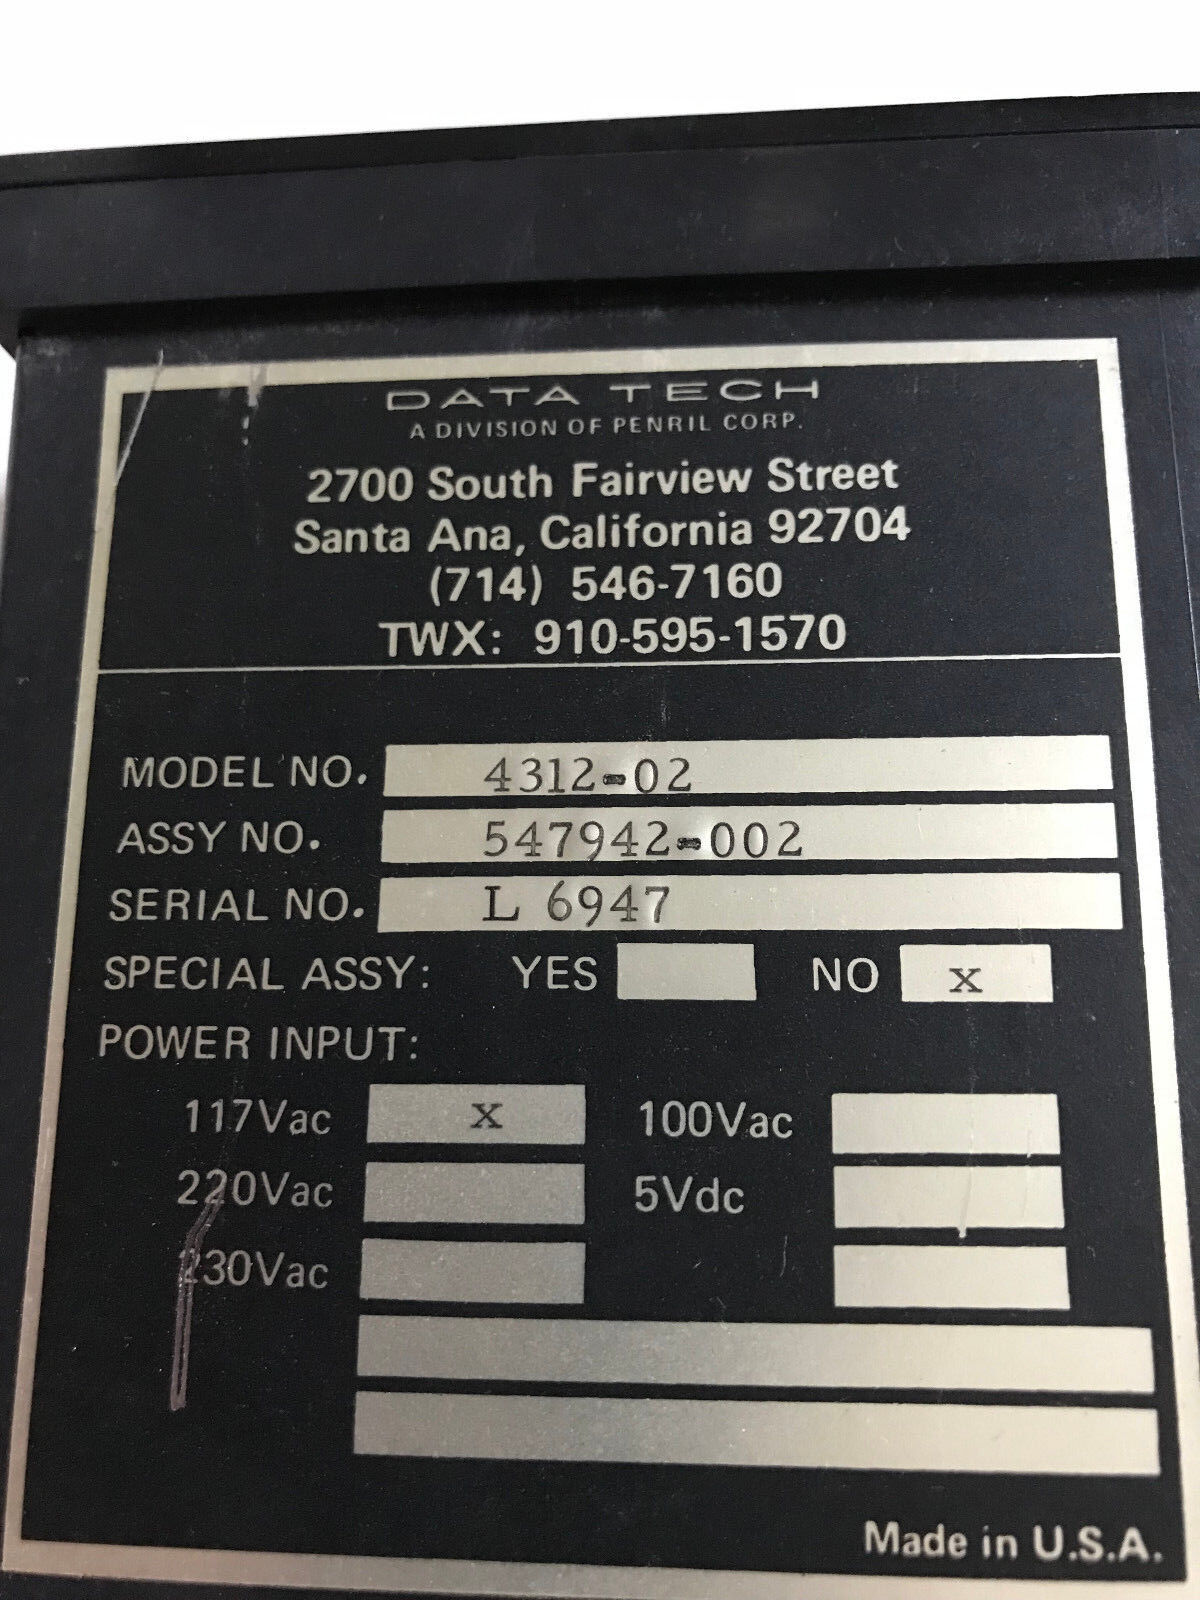 DATA TECH
A DIVISION OF PENRIL CORP.
2700 South Fairview Street
Santa Ana, California 92704
(714) 546-7160
TWX: 910-595-1570
MODEL NO. 4312-02
ASSY NO. 547942-002
SERIAL NO. L 6947
SPECIAL ASSY: YES NO x
POWER INPUT:
117Vac x 100Vac
220Vac 5Vdc
230Vac
Made in U.S.A.